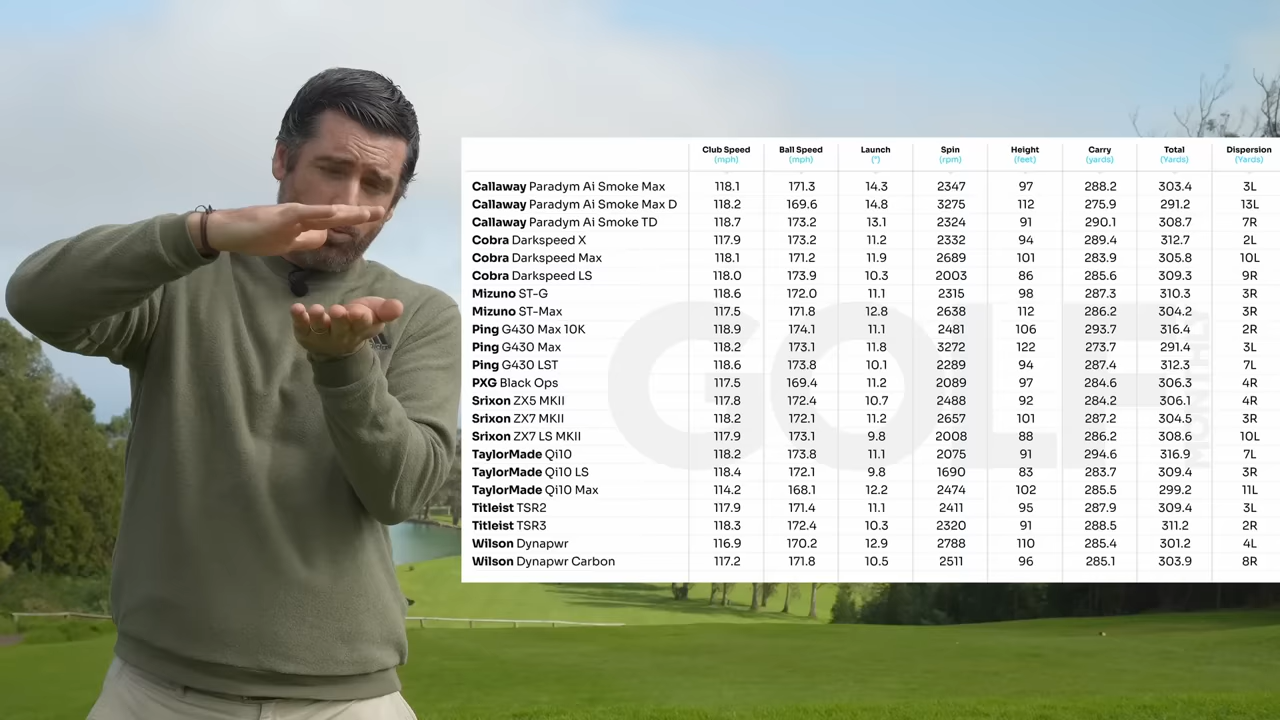 Club Speed Ball Speed Launch Spin Height Carry Total Dispersion
(mph) (mph) (°) (rpm) (feet) (yards) (Yards) (Yards)
Callaway Paradym Ai Smoke Max 118.1 171.3 14.3 2347 97 288.2 303.4 3L
Callaway Paradym Ai Smoke Max D 118.2 169.6 14.8 3275 112 275.9 291.2 13L
Callaway Paradym Ai Smoke TD 118.7 173.2 13.1 2324 91 290.1 308.7 7R
Cobra Darkspeed X 117.9 173.2 11.2 2332 94 289.4 312.7 2L
Cobra Darkspeed Max 118.1 171.2 11.9 2689 101 283.9 305.8 10L
Cobra Darkspeed LS 118.0 173.9 10.3 2003 86 285.6 309.3 9R
Mizuno ST-G 118.6 172.0 11.1 2315 98 287.3 310.3 3R
Mizuno ST-Max 117.5 171.8 12.8 2638 112 286.2 304.2 3R
Ping G430 Max 10K 118.9 174.1 11.1 2481 106 293.7 316.4 2R
Ping G430 Max 118.2 173.1 11.8 3272 122 273.7 291.4 3L
Ping G430 LST 118.6 173.8 10.1 2289 94 287.4 312.3 7L
PXG Black Ops 117.5 169.4 11.2 2089 97 284.6 306.3 4R
Srixon ZX5 MKII 117.8 172.4 10.7 2488 92 284.2 306.1 4R
Srixon ZX7 MKII 118.2 172.1 11.2 2657 101 287.2 304.5 3R
Srixon ZX7 LS MKII 117.9 173.1 9.8 2008 88 286.2 308.6 10L
TaylorMade Qi10 118.2 173.8 11.1 2075 91 294.6 316.9 7L
TaylorMade Qi10 LS 118.4 172.1 9.8 1690 83 283.7 309.4 3R
TaylorMade Qi10 Max 114.2 168.1 12.2 2474 102 285.5 299.2 11L
Titleist TSR2 117.9 171.4 11.1 2411 95 287.9 309.4 3L
Titleist TSR3 118.3 172.4 10.3 2320 91 288.5 311.2 2R
Wilson Dynapwr 116.9 170.2 12.9 2788 110 285.4 301.2 4L
Wilson Dynapwr Carbon 117.2 171.8 10.5 2511 96 285.1 303.9 8R
GOLF
MONTHLY
adidas